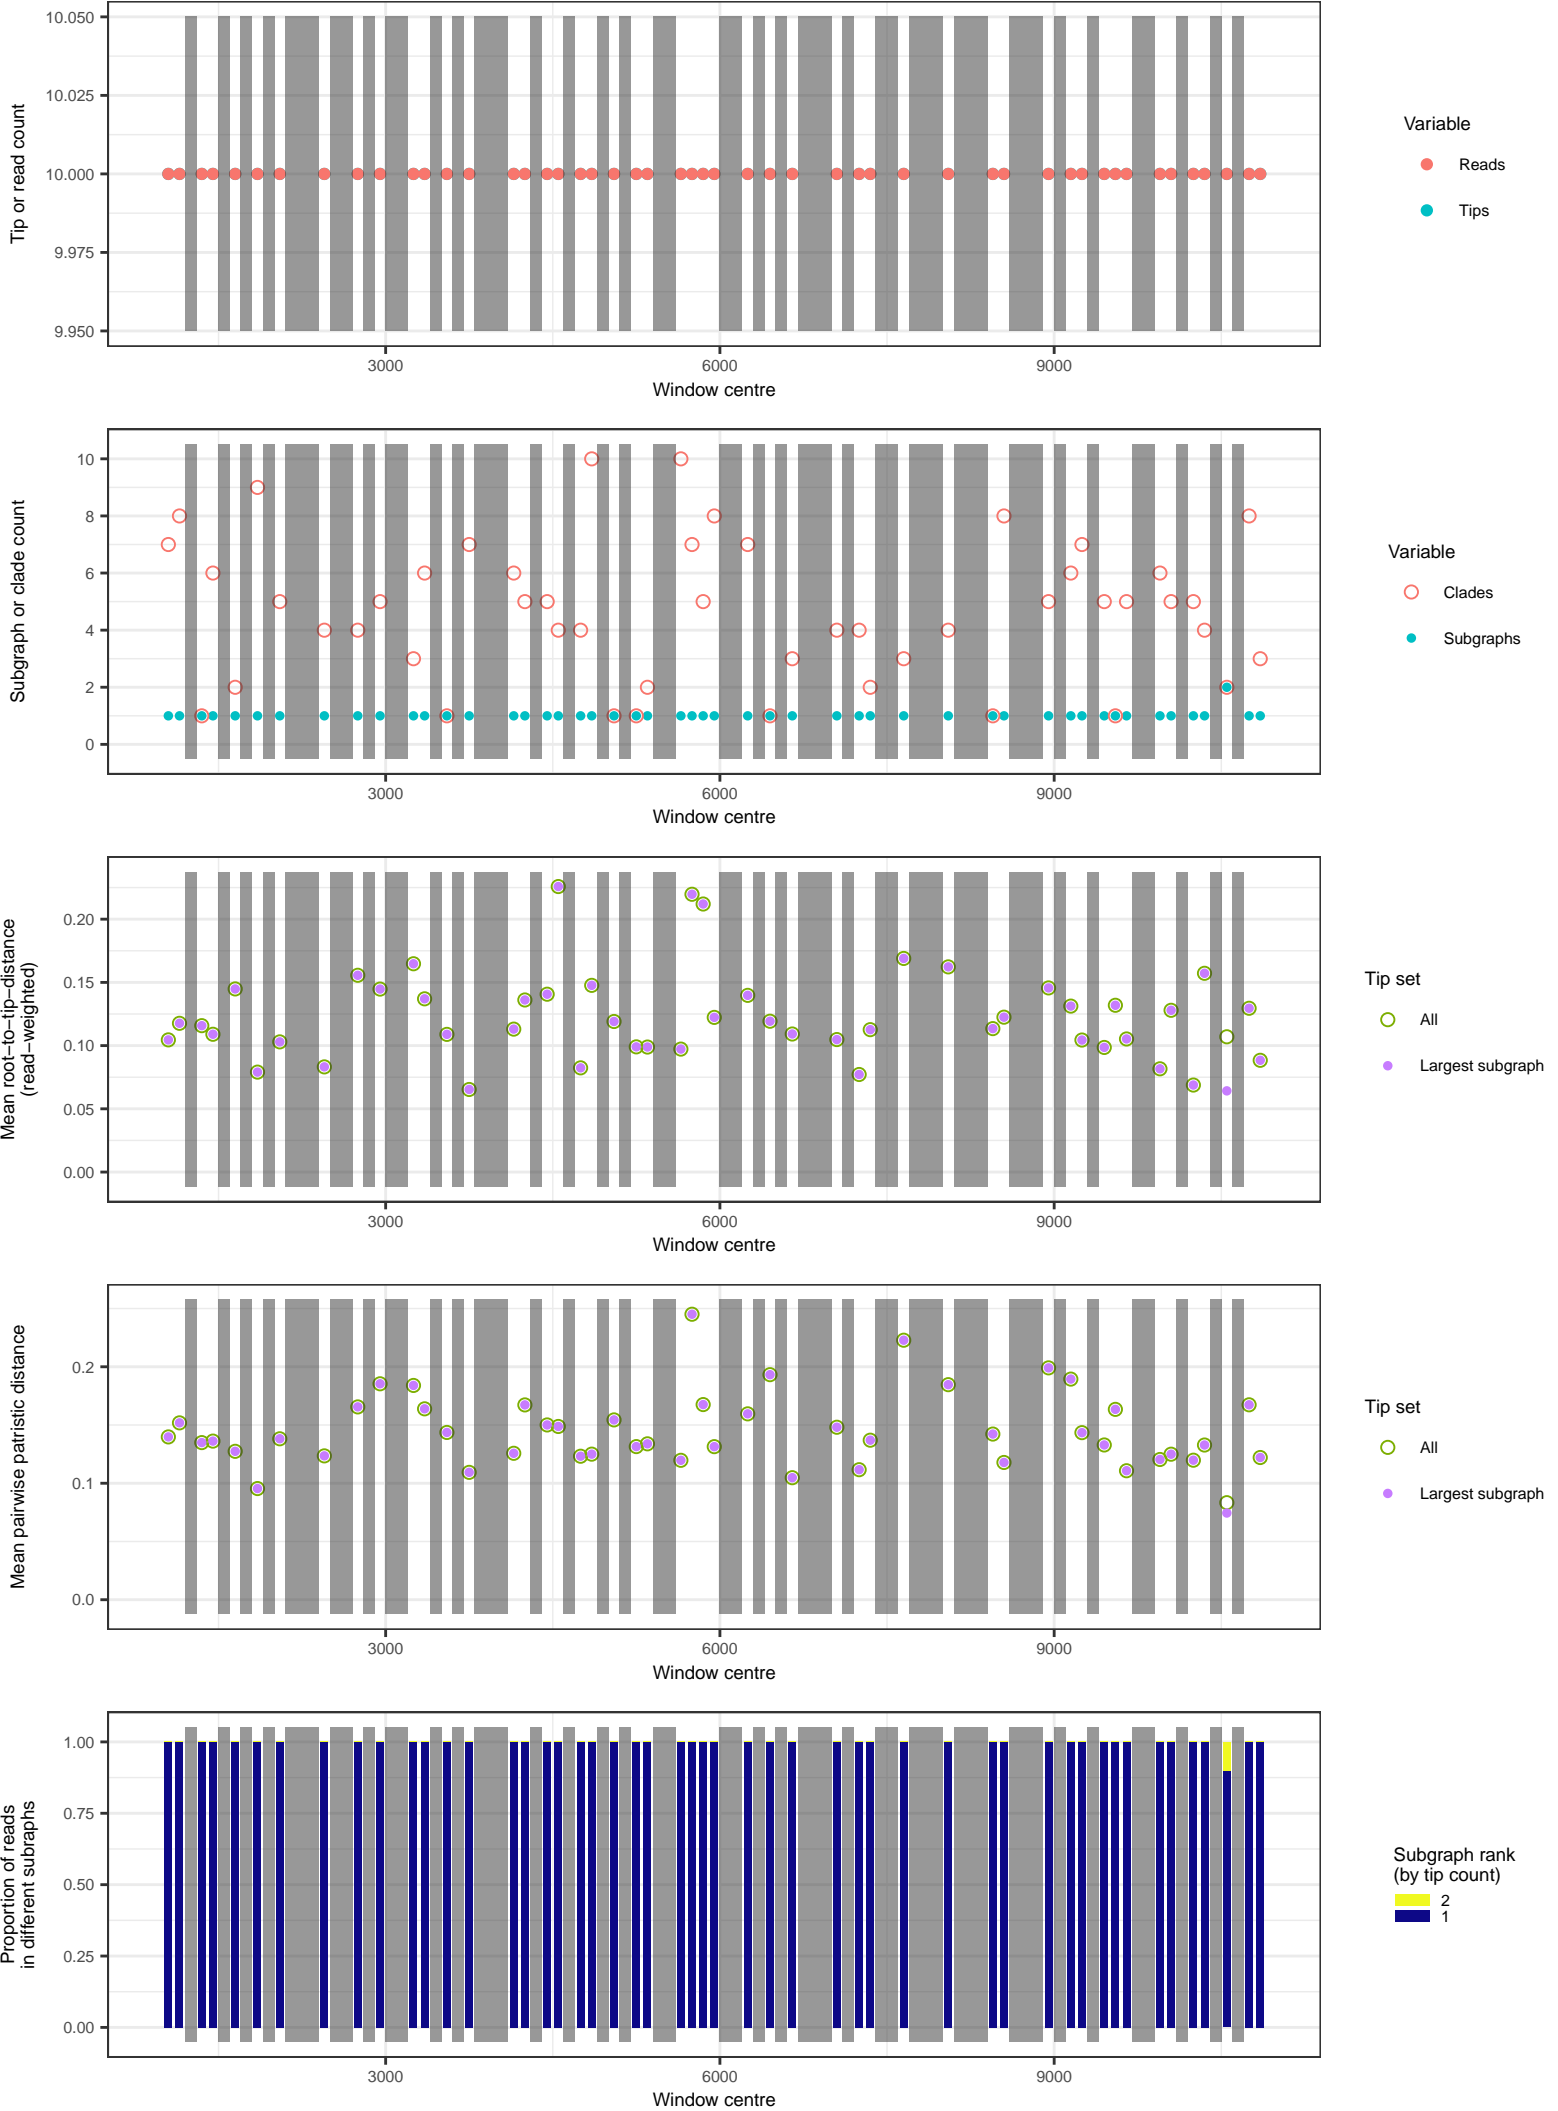 10.050
10.025
10.000
9.975
9.950
Tip or read count
3000 6000 9000
Window centre
Variable
Reads
Tips
10
8
6
4
2
0
Subgraph or clade count
3000 6000 9000
Window centre
Variable
Clades
Subgraphs
0.20
0.15
0.10
0.05
0.00
Mean root−to−tip−distance
(read−weighted)
3000 6000 9000
Window centre
Tip set
All
Largest subgraph
0.2
0.1
0.0
Mean pairwise patristic distance
3000 6000 9000
Window centre
Tip set
All
Largest subgraph
1.00
0.75
0.50
0.25
0.00
Proportion of reads
in different subraphs
3000 6000 9000
Window centre
Subgraph rank
(by tip count)
2
1